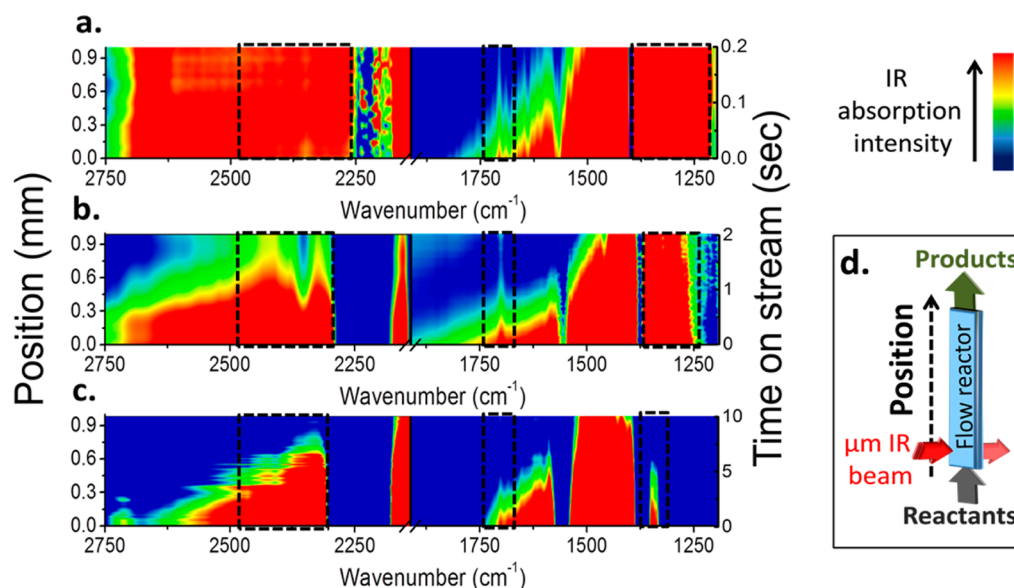 a.
0.9
0.6
0.3
0.0
0.2
0.1
0.0
2750 2500 2250 1750 1500 1250
Wavenumber (cm-1)
b.
0.9
0.6
0.3
0.0
2
1
0
2750 2500 2250 1750 1500 1250
Wavenumber (cm-1)
c.
0.9
0.6
0.3
0.0
10
5
0
2750 2500 2250 1750 1500 1250
Wavenumber (cm-1)
Position (mm)
Time on stream (sec)
IR
absorption
intensity
d.
Products
Position
Flow reactor
μm IR
beam
Reactants